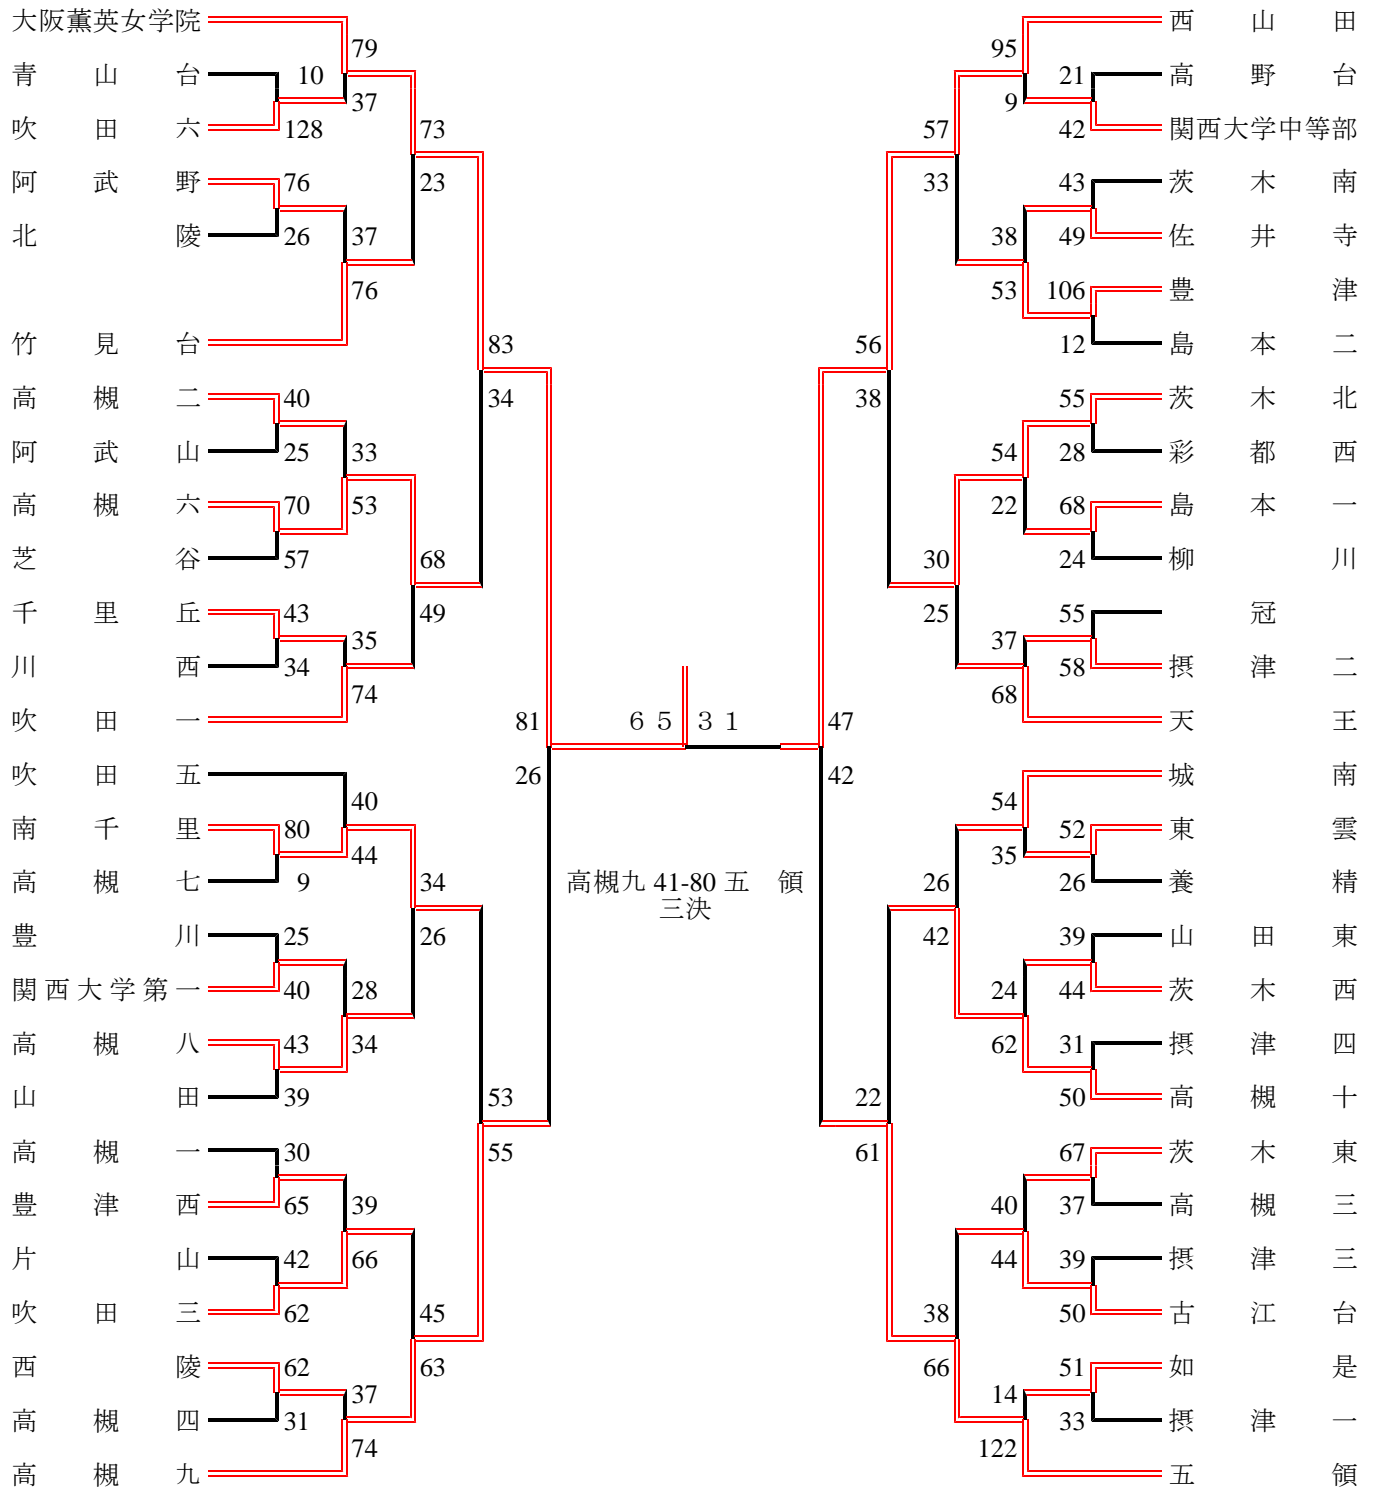 大阪薫英女学院 西山田
79 95
青山台 10 21 高野台
37 9
吹田六 128 73 57 42 関西大学中等部
阿武野 76 23 33 43 茨木南
北陵 26 37 38 49 佐井寺
76 53 106 豊津
竹見台 83 56 12 島本二
高槻二 40 34 38 55 茨木北
阿武山 25 33 54 28 彩都西
高槻六 70 53 22 68 島本一
芝谷 57 68 30 24 柳川
千里丘 43 49 25 55 冠
35 37
川西 34 58 摂津二
74 68
吹田一 81 65 31 47 天王
吹田五 26 42 城南
40 54
南千里 80 52 東雲
44 35
高槻七 9 34 高槻九 41-80 五領 26 26 養精
三決
豊川 25 26 42 39 山田東
関西大学第一 40 28 24 44 茨木西
高槻八 43 34 62 31 摂津四
山田 39 53 22 50 高槻十
高槻一 30 55 61 67 茨木東
豊津西 65 39 40 37 高槻三
片山 42 66 44 39 摂津三
吹田三 62 45 38 50 古江台
西陵 62 63 66 51 如是
37 14
高槻四 31 33 摂津一
74 122
高槻九 五領